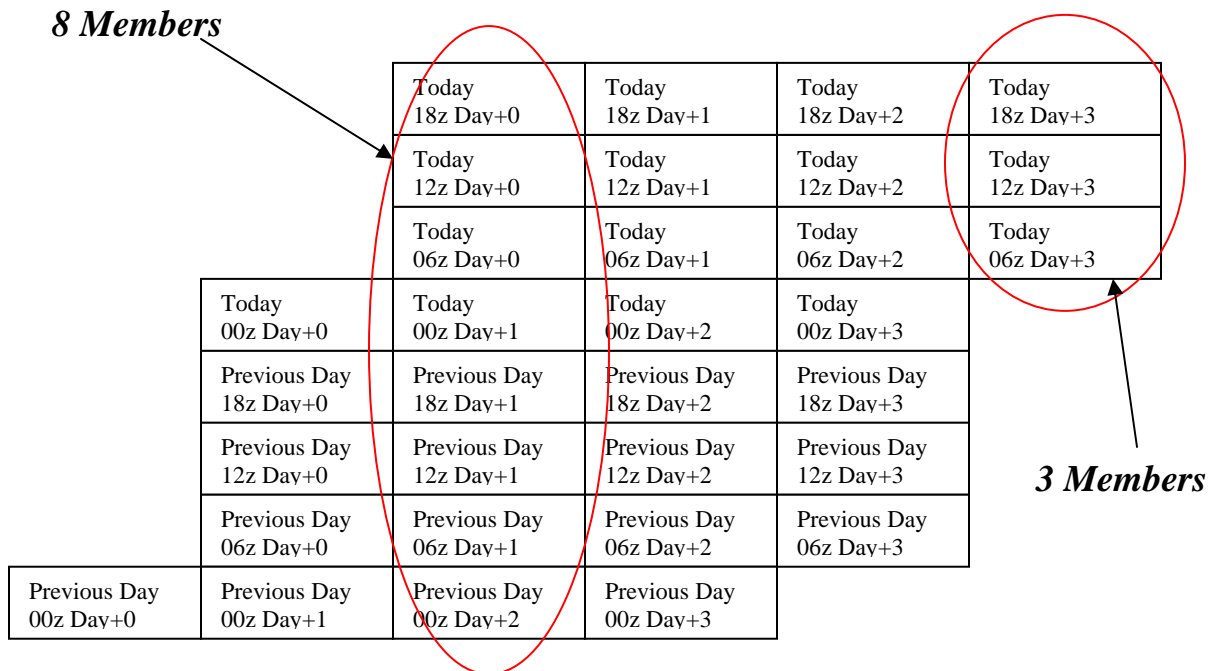 8 Members
Today
18z Day+0
Today
18z Day+1
Today
18z Day+2
Today
18z Day+3
Today
12z Day+0
Today
12z Day+1
Today
12z Day+2
Today
12z Day+3
Today
06z Day+0
Today
06z Day+1
Today
06z Day+2
Today
06z Day+3
Today
00z Day+0
Today
00z Day+1
Today
00z Day+2
Today
00z Day+3
Previous Day
18z Day+0
Previous Day
18z Day+1
Previous Day
18z Day+2
Previous Day
18z Day+3
Previous Day
12z Day+0
Previous Day
12z Day+1
Previous Day
12z Day+2
Previous Day
12z Day+3
3 Members
Previous Day
06z Day+0
Previous Day
06z Day+1
Previous Day
06z Day+2
Previous Day
06z Day+3
Previous Day
00z Day+0
Previous Day
00z Day+1
Previous Day
00z Day+2
Previous Day
00z Day+3